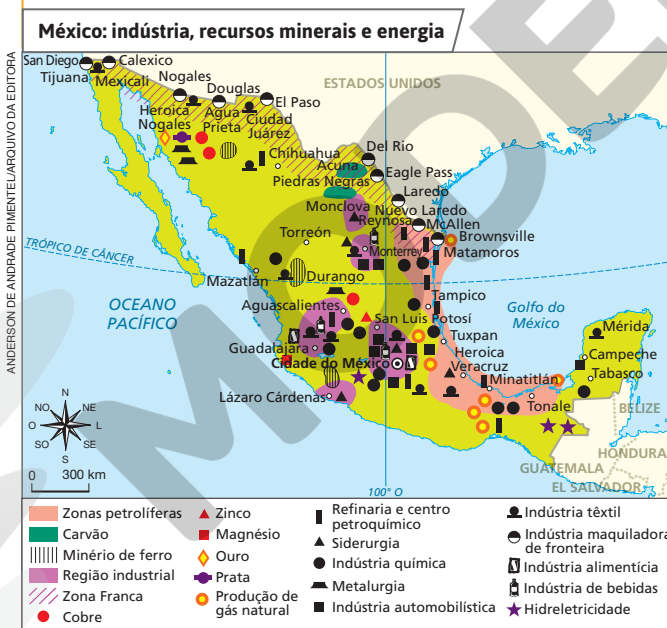 México: indústria, recursos minerais e energia
ANDERSON DE ANDRADE PIMENTEL/ARQUIVO DA EDITORA
San Diego
Calexico
Tijuana
Mexicali
Nogales
Douglas
El Paso
ESTADOS UNIDOS
Heroica
Nogales
Agua
Prieta
Ciudad
Juárez
Chihuahua
Del Rio
Acuña
Eagle Pass
Piedras Negras
Laredo
Monclova
Nuevo Laredo
Reynosa
McAllen
Torreón
Monterrey
Brownsville
Matamoros
TRÓPICO DE CÂNCER
Mazatlán
Durango
OCEANO
PACÍFICO
Golfo do
México
Tampico
Aguascalientes
San Luis Potosí
Tuxpan
Mérida
Guadalajara
Heroica
Veracruz
Campeche
Cidade do México
Minatitlán
Tabasco
Lázaro Cárdenas
Tonale
BELIZE
NO
N
NE
O
L
SO
S
SE
HONDURA
GUATEMALA
EL SALVADOR
0 300 km
100° O
Zonas petrolíferas
Carvão
Minério de ferro
Região industrial
Zona Franca
Cobre
Zinco
Magnésio
Ouro
Prata
Produção de
gás natural
Refinaria e centro
petroquímico
Siderurgia
Indústria química
Metalurgia
Indústria automobilística
Indústria têxtil
Indústria maquiladora
de fronteira
Indústria alimentícia
Indústria de bebidas
Hidreletricidade